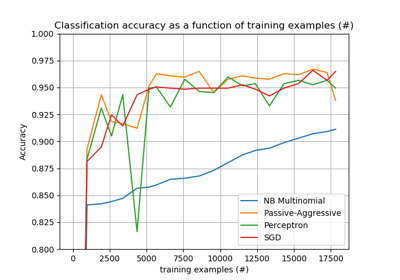 Classification accuracy as a function of training examples (#)
1.000
0.975
0.950
0.925
0.900
0.875
0.850
0.825
0.800
Accuracy
NB Multinomial
Passive-Aggressive
Perceptron
SGD
0 2500 5000 7500 10000 12500 15000 17500
training examples (#)